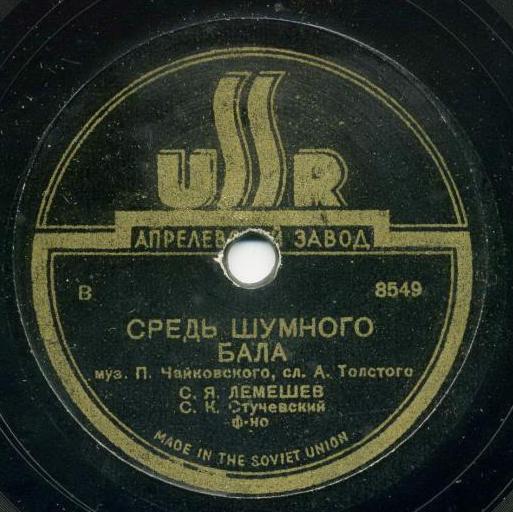 USSR
АПРЕЛЕВСКИЙ ЗАВОД
В 8549
СРЕДЬ ШУМНОГО
БАЛА
муз. П. Чайковского, сл. А. Толстого
С. Я. ЛЕМЕШЕВ
С. К. Стучевский
ф-но
MADE IN THE SOVIET UNION